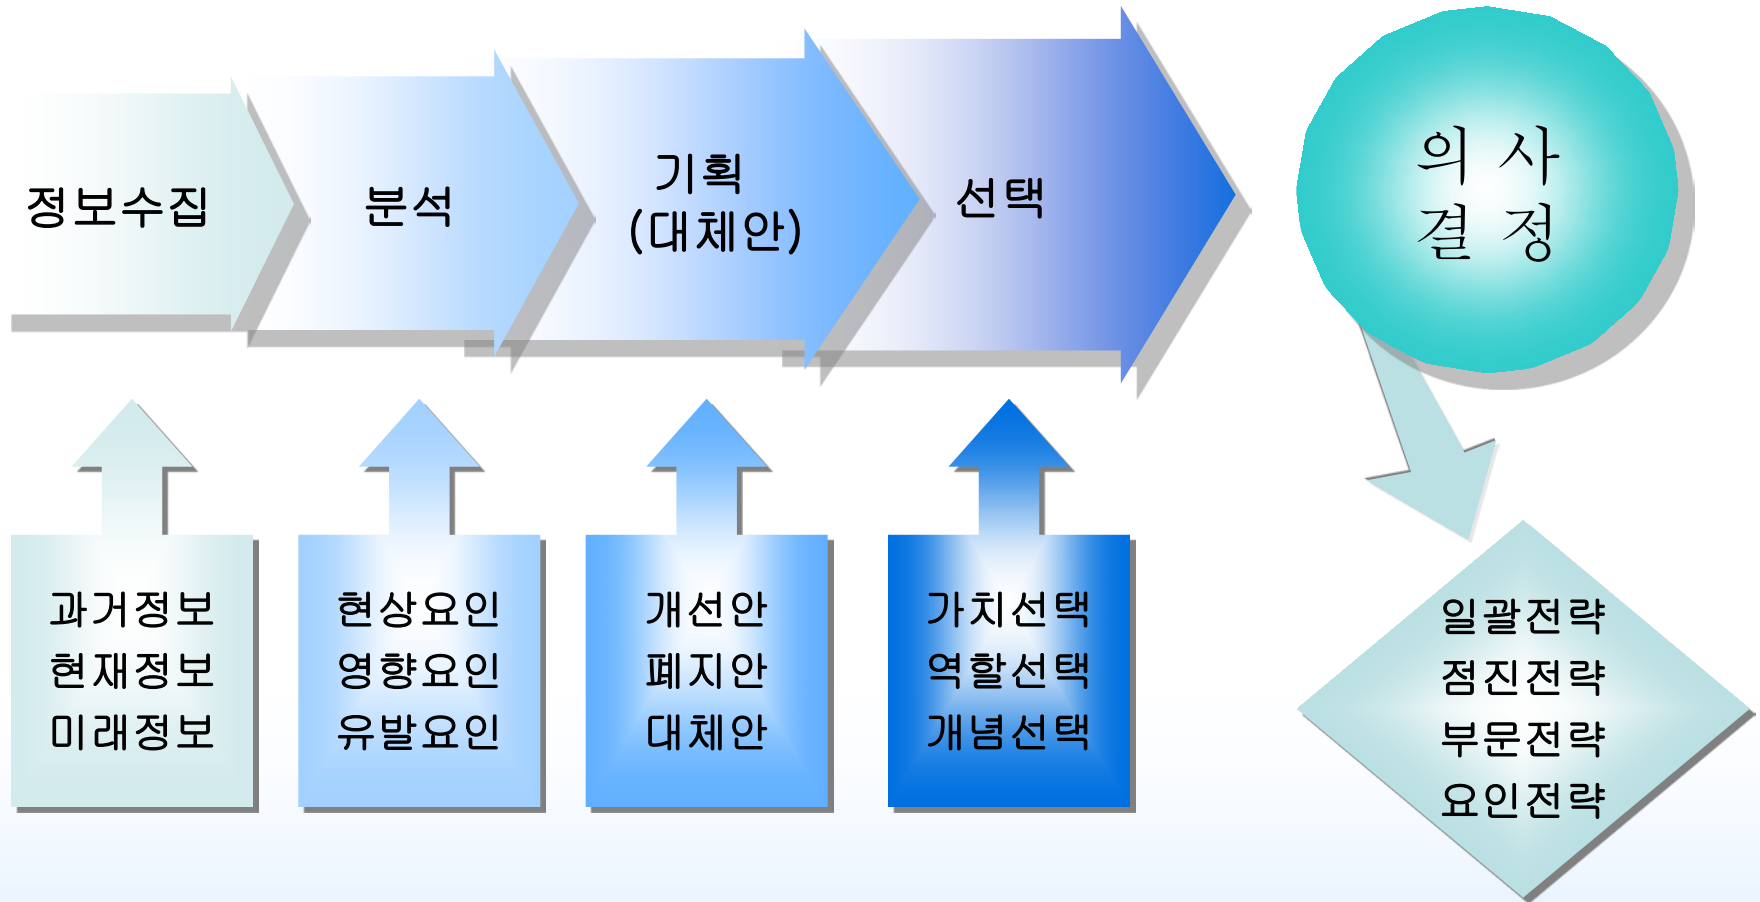 정보수집
분석
기획
(대체안)
선택
의 사
결 정
과거정보
현재정보
미래정보
현상요인
영향요인
유발요인
개선안
폐지안
대체안
가치선택
역할선택
개념선택
일괄전략
점진전략
부문전략
요인전략